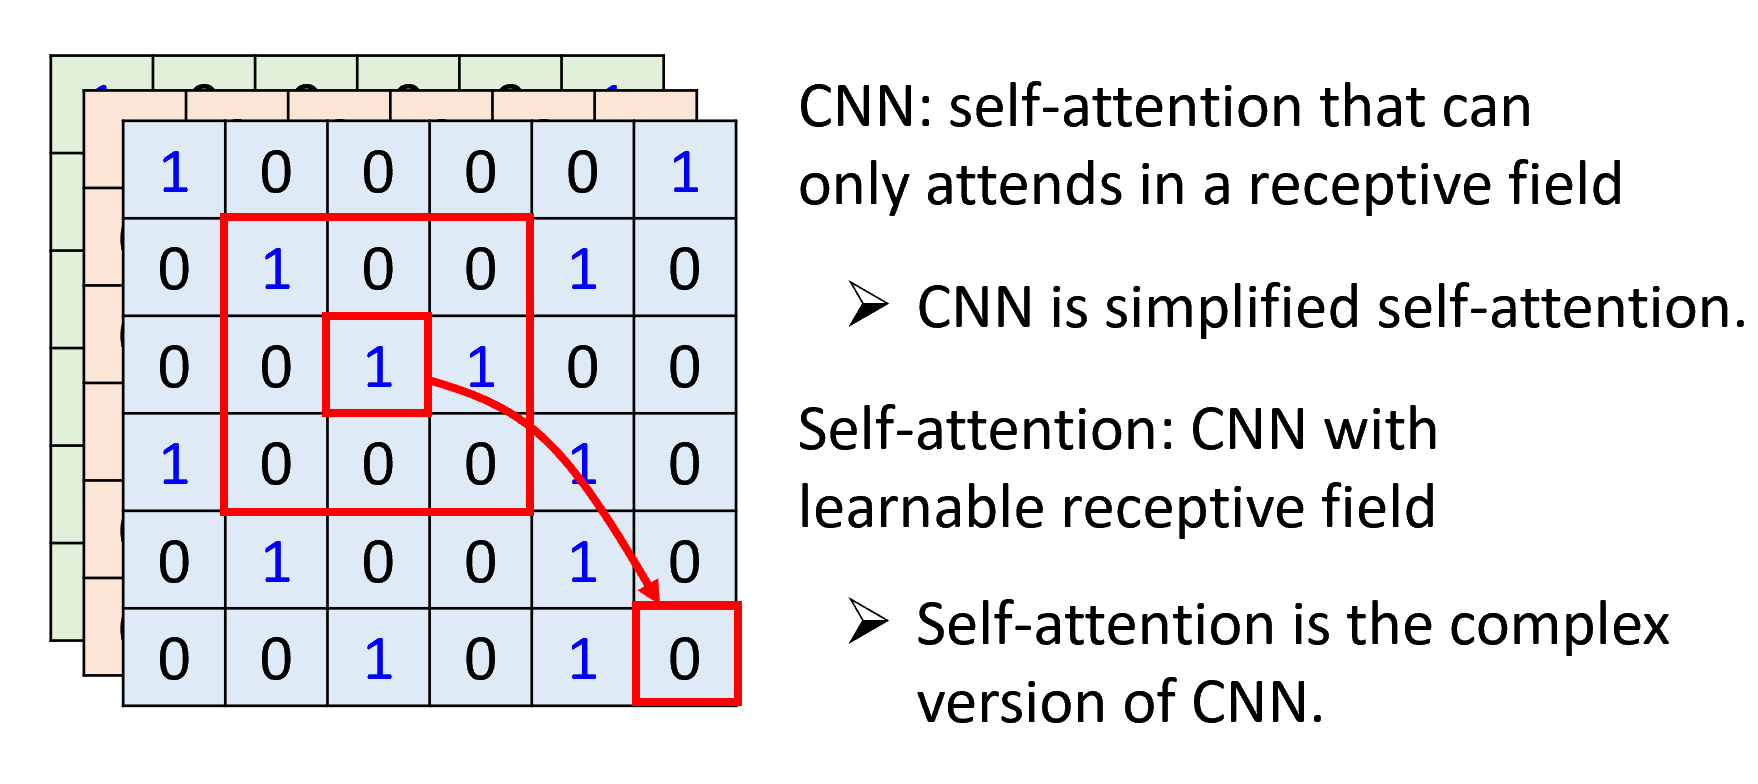 1 0 0 0 0 1
0 1 0 0 1 0
0 0 1 1 0 0
1 0 0 0 1 0
0 1 0 0 1 0
0 0 1 0 1 0
CNN: self-attention that can
only attends in a receptive field
➢ CNN is simplified self-attention.
Self-attention: CNN with
learnable receptive field
➢ Self-attention is the complex
version of CNN.